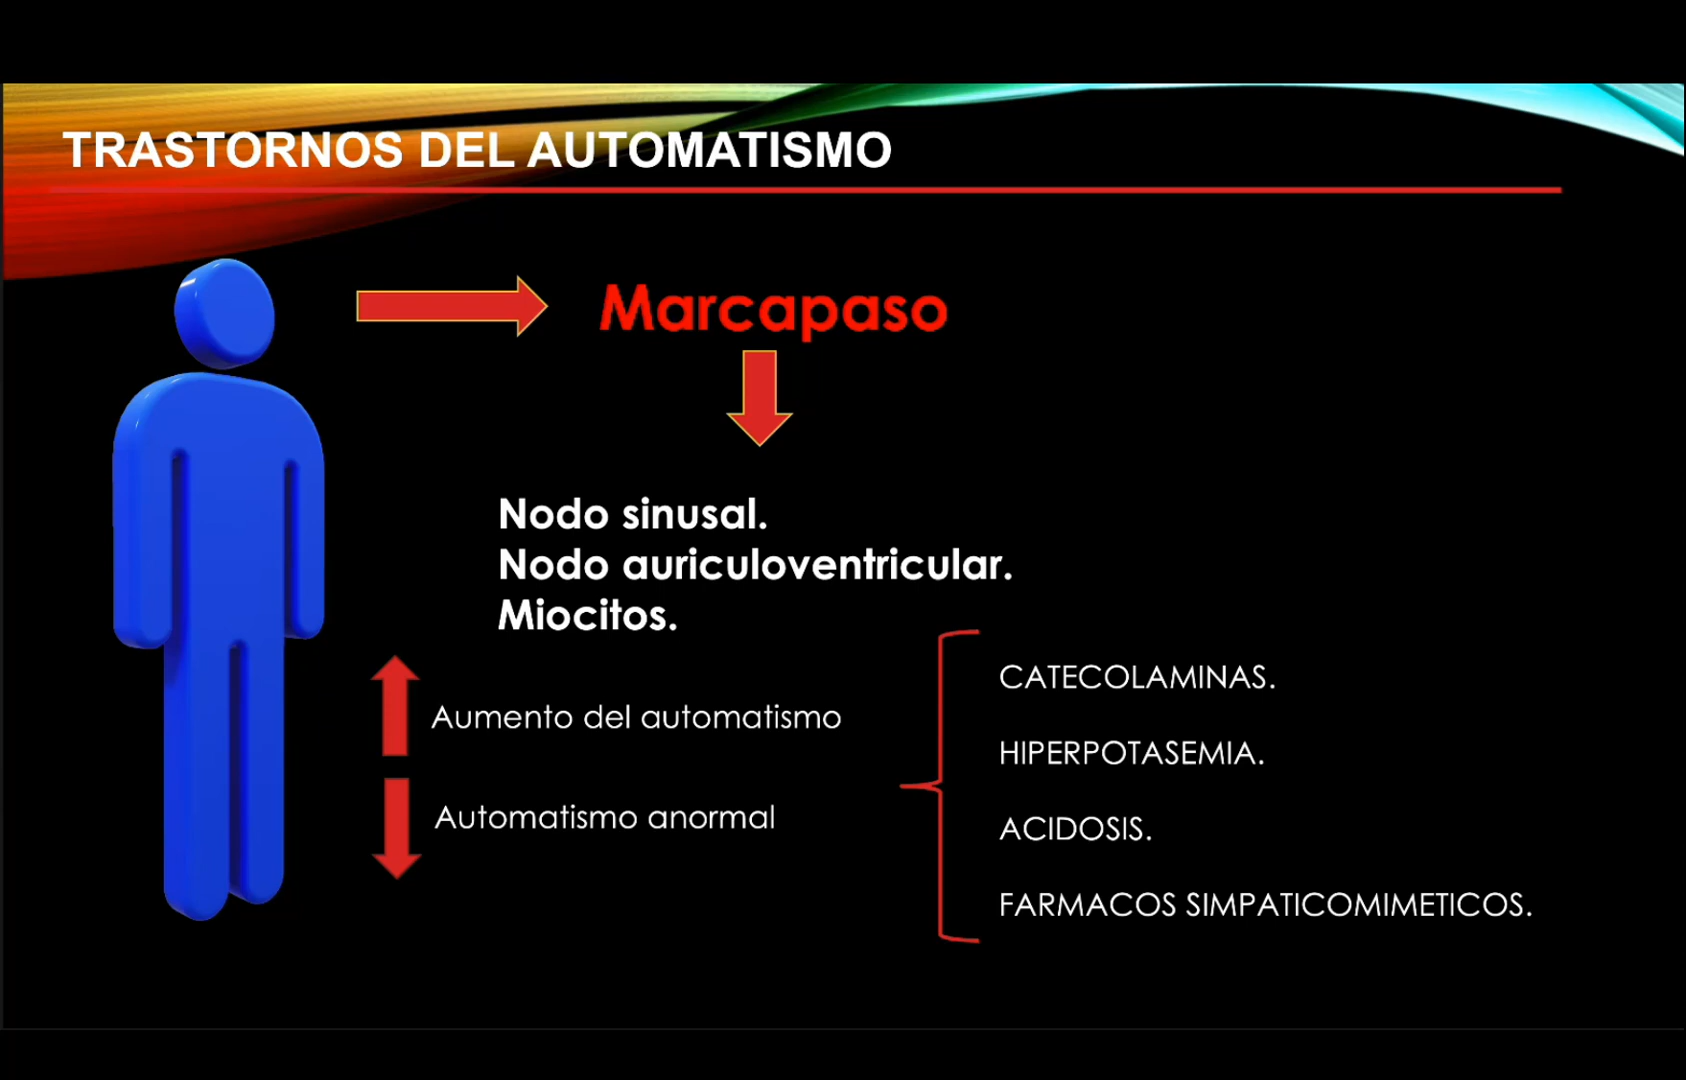 TRASTORNOS DEL AUTOMATISMO
Marcapaso
Nodo sinusal.
Nodo auriculoventricular.
Miocitos.
Aumento del automatismo
Automatismo anormal
CATECOLAMINAS.
HIPERPOTASEMIA.
ACIDOSIS.
FARMACOS SIMPATICOMIMETICOS.